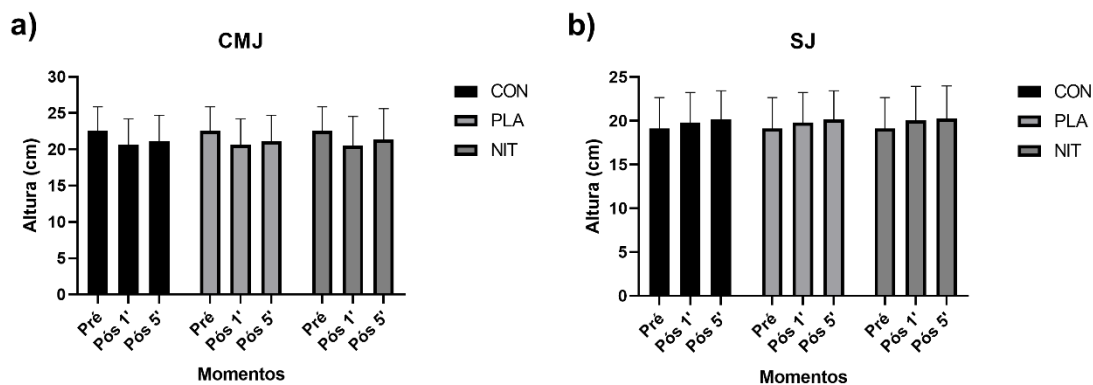 a)
CMJ
30
25
20
15
10
5
0
Altura (cm)
Pré
Pós 1'
Pós 5'
Pré
Pós 1'
Pós 5'
Pré
Pós 1'
Pós 5'
Momentos
CON
PLA
NIT
b)
SJ
25
20
15
10
5
0
Altura (cm)
Pré
Pós 1'
Pós 5'
Pré
Pós 1'
Pós 5'
Pré
Pós 1'
Pós 5'
Momentos
CON
PLA
NIT